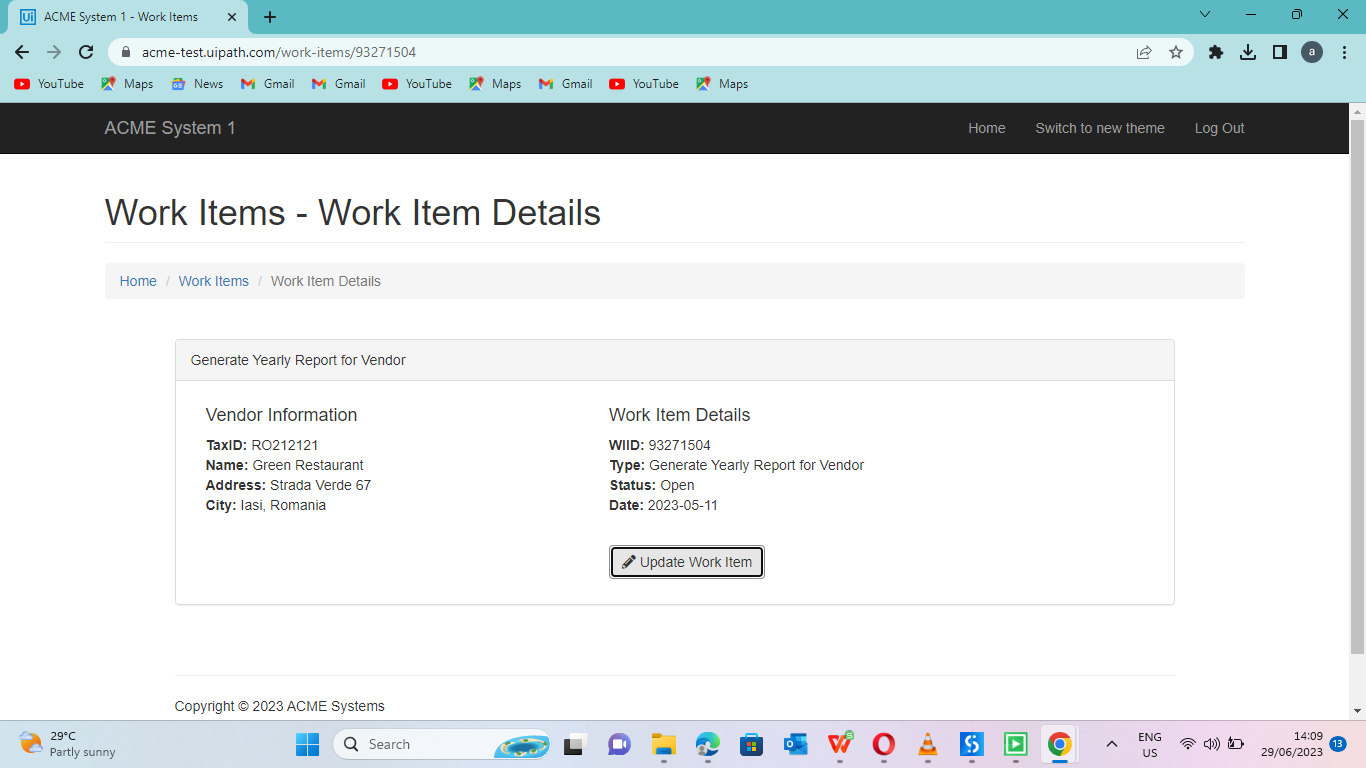 Ui ACME System 1 - Work Items
acme-test.uipath.com/work-items/93271504
a
YouTube Maps News Gmail Gmail YouTube Maps Gmail YouTube Maps
ACME System 1 Home Switch to new theme Log Out
Work Items - Work Item Details
Home / Work Items / Work Item Details
Generate Yearly Report for Vendor
Vendor Information
TaxID: RO212121
Name: Green Restaurant
Address: Strada Verde 67
City: Iasi, Romania
Work Item Details
WIID: 93271504
Type: Generate Yearly Report for Vendor
Status: Open
Date: 2023-05-11
Update Work Item
Copyright © 2023 ACME Systems
29°C
Partly sunny
Search
ENG
US
14:09
29/06/2023
13